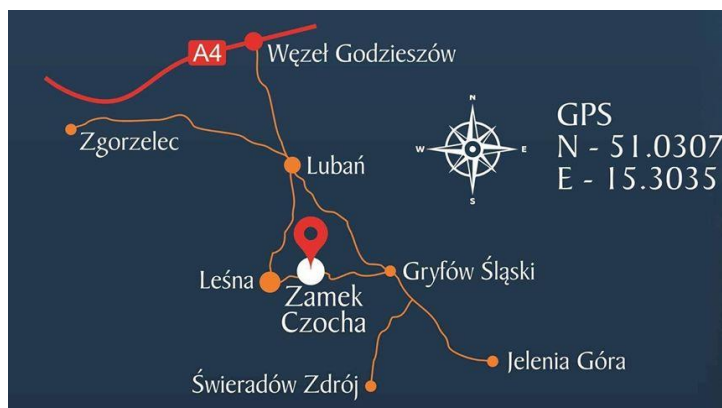 A4
Węzeł Godzieszów
Zgorzelec
Lubań
N
W E
S
GPS
N - 51.0307
E - 15.3035
Leśna
Zamek
Czocha
Gryfów Śląski
Jelenia Góra
Świeradów Zdrój